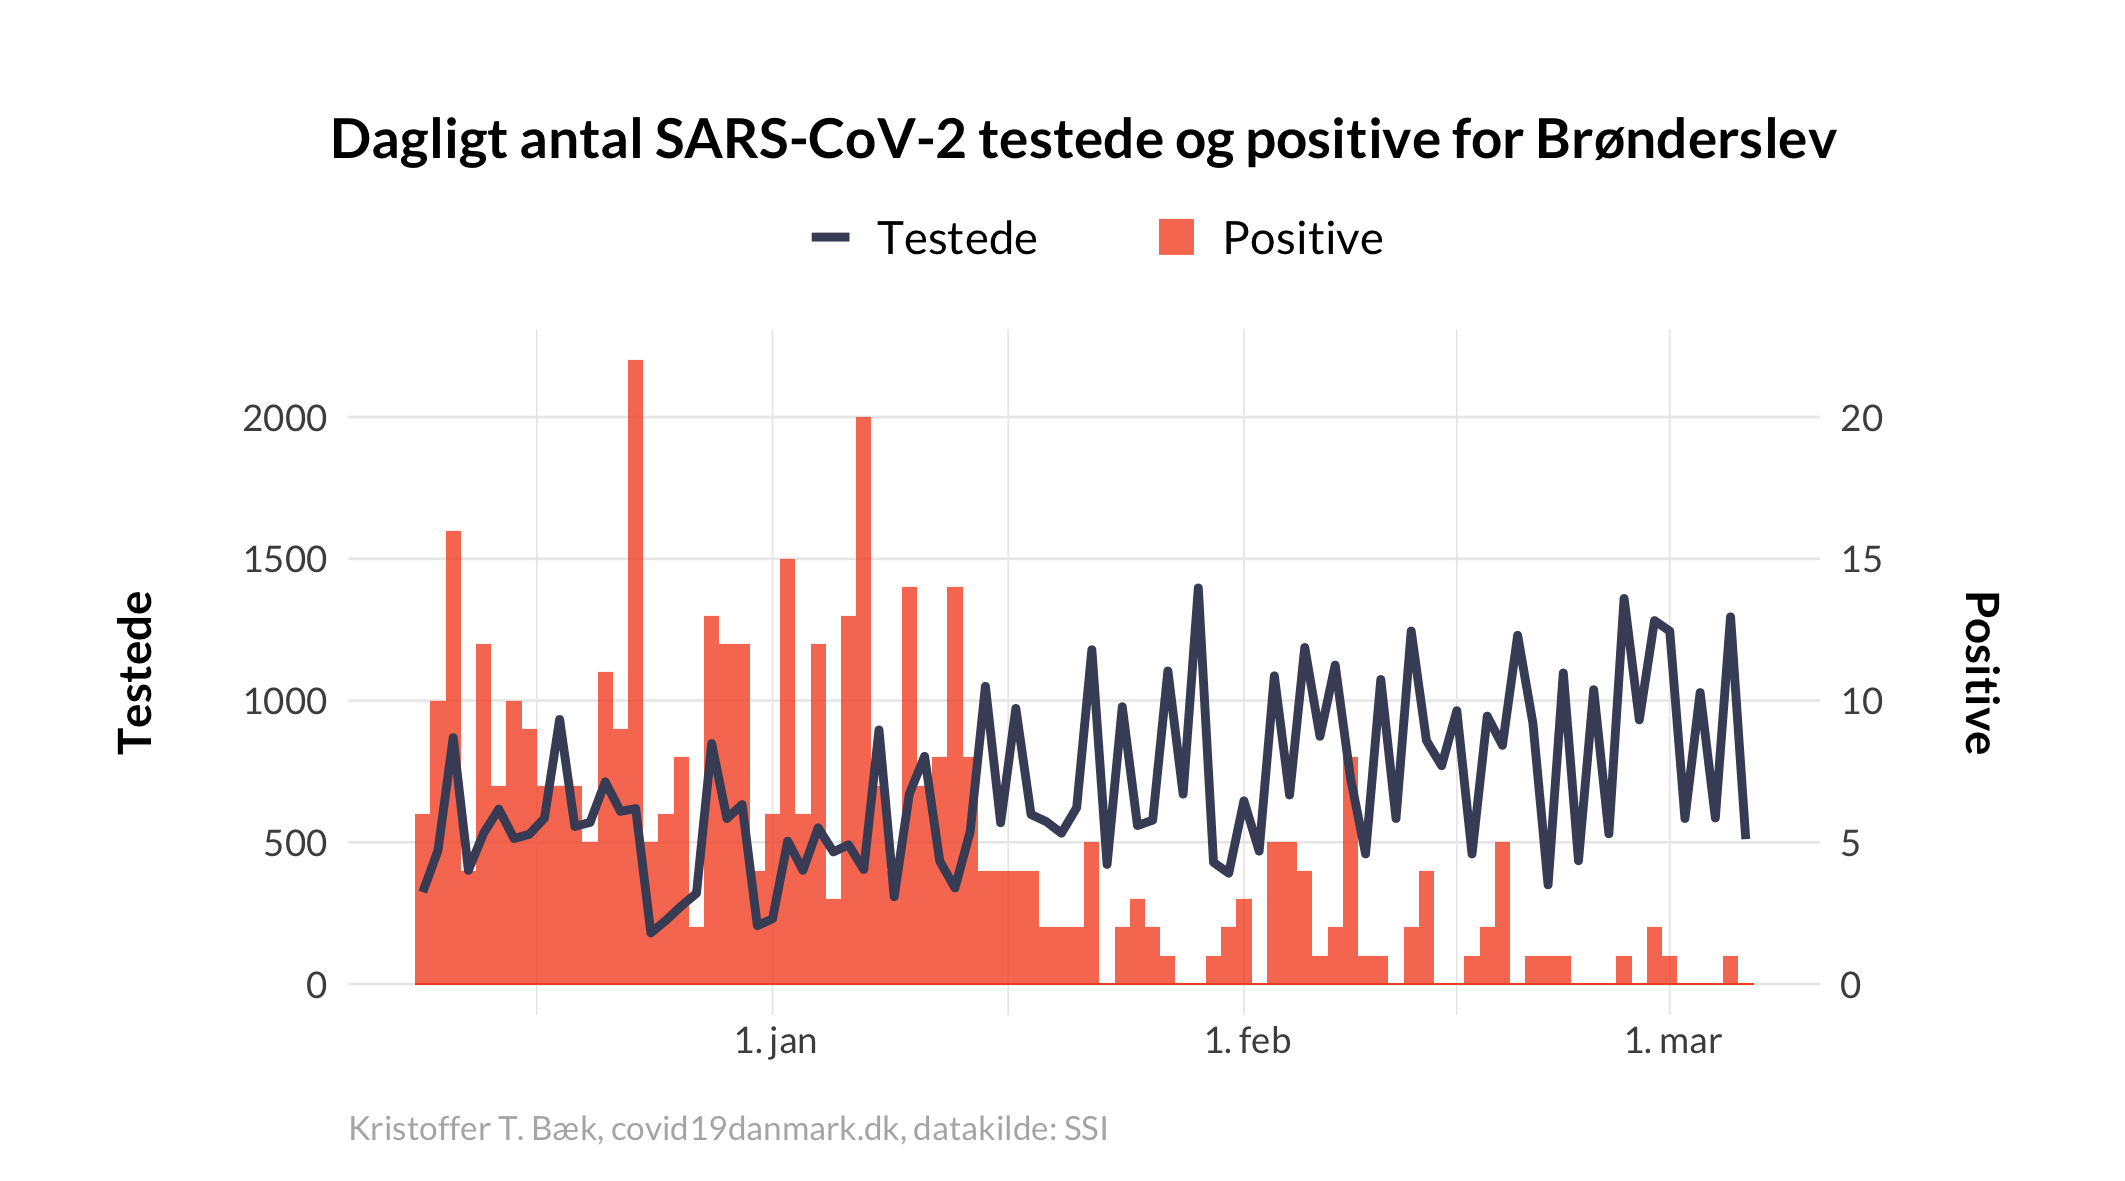 Dagligt antal SARS-CoV-2 testede og positive for Brønderslev
Testede Positive
2000 20
1500 15
1000 10
500 5
0 0
Testede
Positive
1. jan 1. feb 1. mar
Kristoffer T. Bæk, covid19danmark.dk, datakilde: SSI